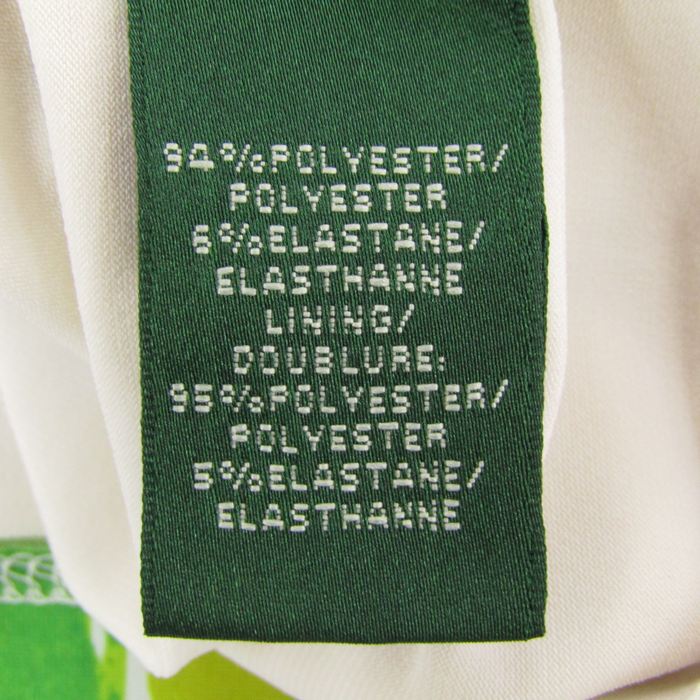 94%POLYESTER/
POLYESTER
6%ELASTANE/
ELASTHANNE
LINING/
DOUBLURE:
95%POLYESTER/
POLYESTER
5%ELASTANE/
ELASTHANNE